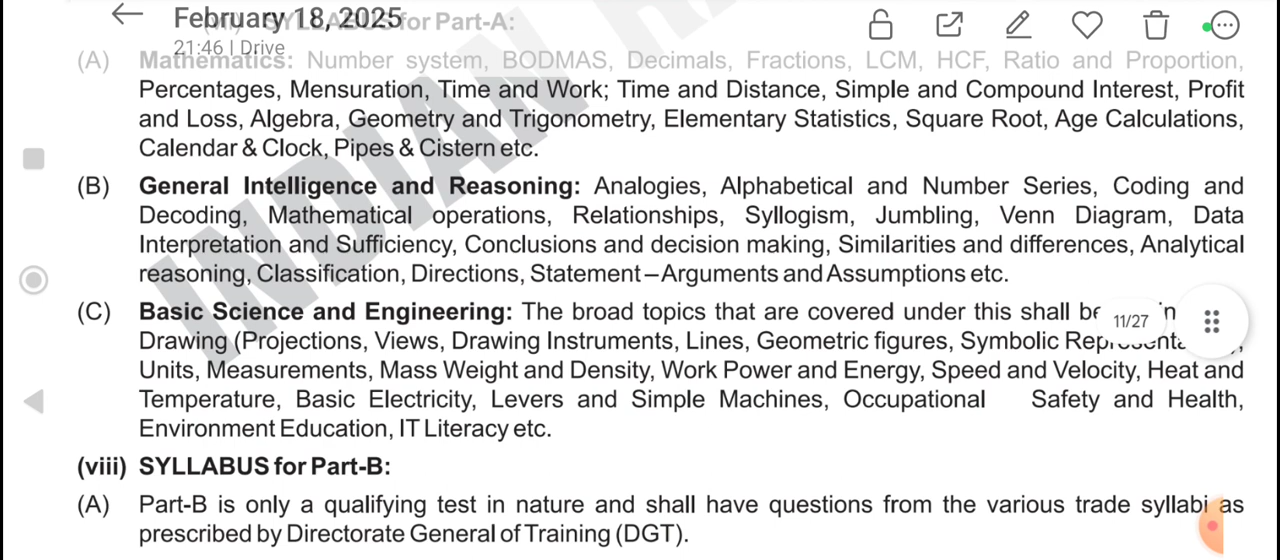 February 18, 2025
21:46 | Drive
SYLLABUS for Part-A:
(A) Mathematics: Number system, BODMAS, Decimals, Fractions, LCM, HCF, Ratio and Proportion,
Percentages, Mensuration, Time and Work; Time and Distance, Simple and Compound Interest, Profit
and Loss, Algebra, Geometry and Trigonometry, Elementary Statistics, Square Root, Age Calculations,
Calendar & Clock, Pipes & Cistern etc.
(B) General Intelligence and Reasoning: Analogies, Alphabetical and Number Series, Coding and
Decoding, Mathematical operations, Relationships, Syllogism, Jumbling, Venn Diagram, Data
Interpretation and Sufficiency, Conclusions and decision making, Similarities and differences, Analytical
reasoning, Classification, Directions, Statement – Arguments and Assumptions etc.
(C) Basic Science and Engineering: The broad topics that are covered under this shall be
11/27
Drawing (Projections, Views, Drawing Instruments, Lines, Geometric figures, Symbolic
Units, Measurements, Mass Weight and Density, Work Power and Energy, Speed and Velocity, Heat and
Temperature, Basic Electricity, Levers and Simple Machines, Occupational Safety and Health,
Environment Education, IT Literacy etc.
(viii) SYLLABUS for Part-B:
(A) Part-B is only a qualifying test in nature and shall have questions from the various trade syllabi as
prescribed by Directorate General of Training (DGT).
INDIAN